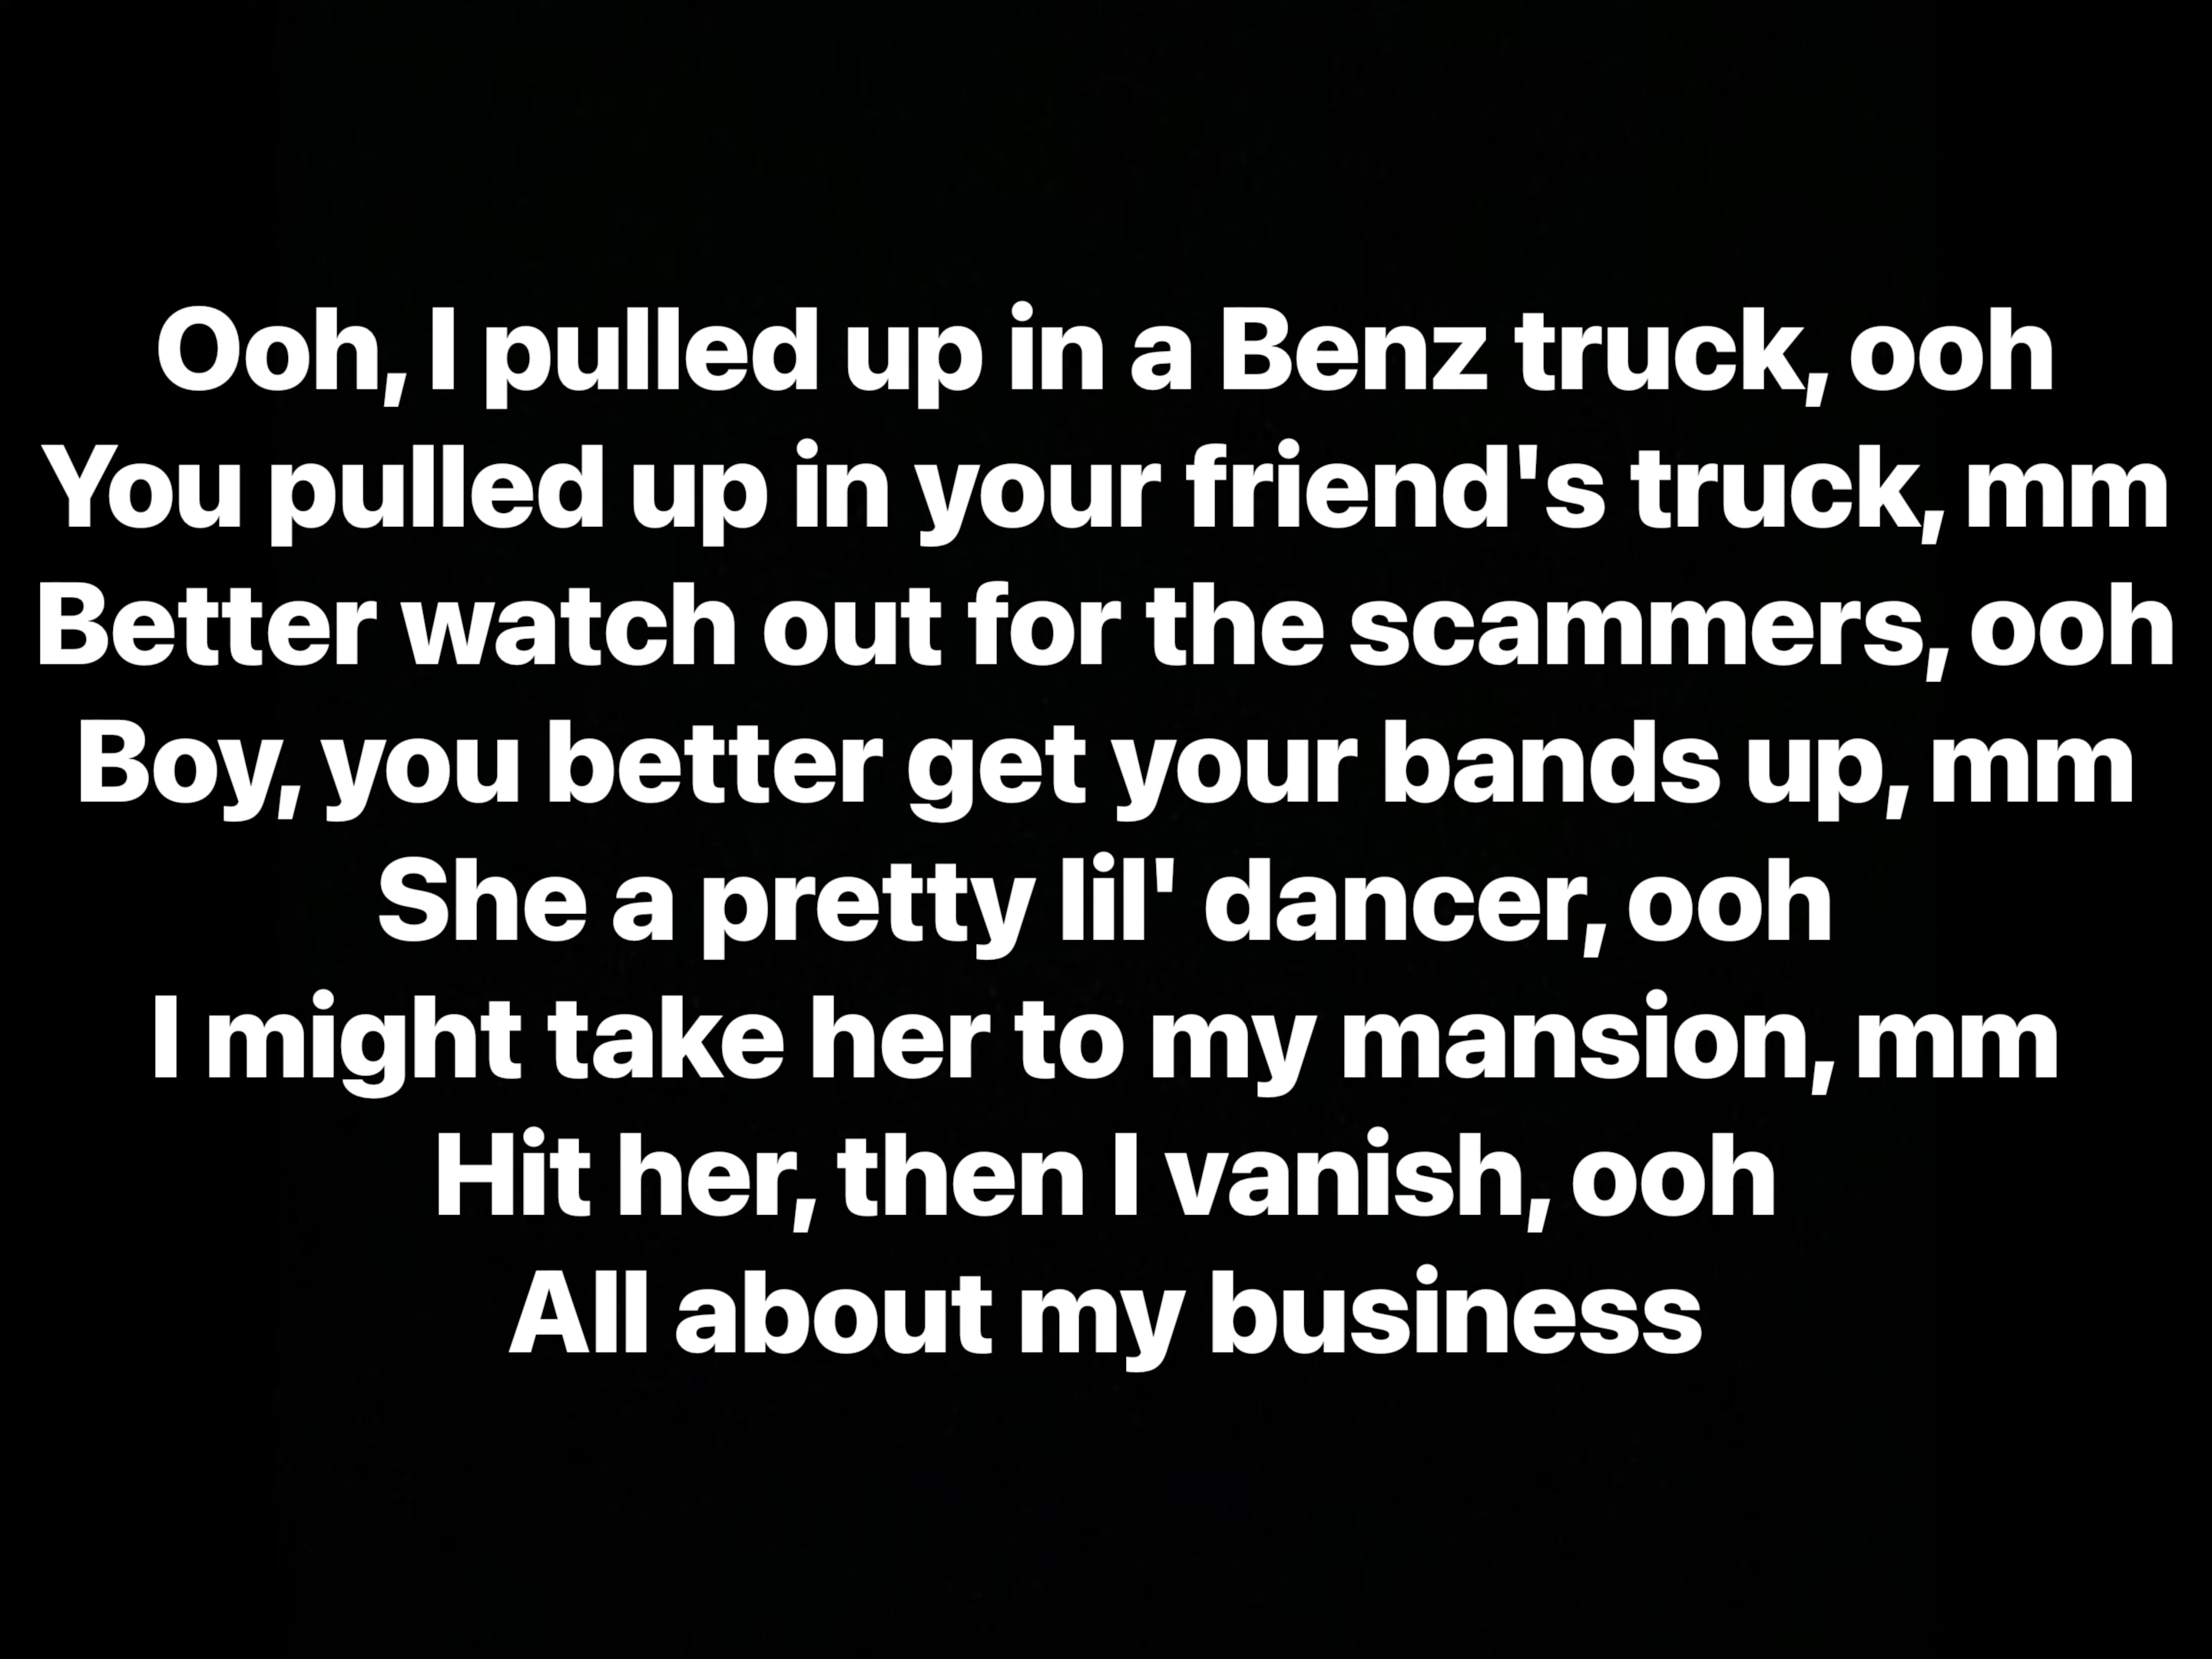 Ooh, I pulled up in a Benz truck, ooh
You pulled up in your friend's truck, mm
Better watch out for the scammers, ooh
Boy, you better get your bands up, mm
She a pretty lil' dancer, ooh
I might take her to my mansion, mm
Hit her, then I vanish, ooh
All about my business